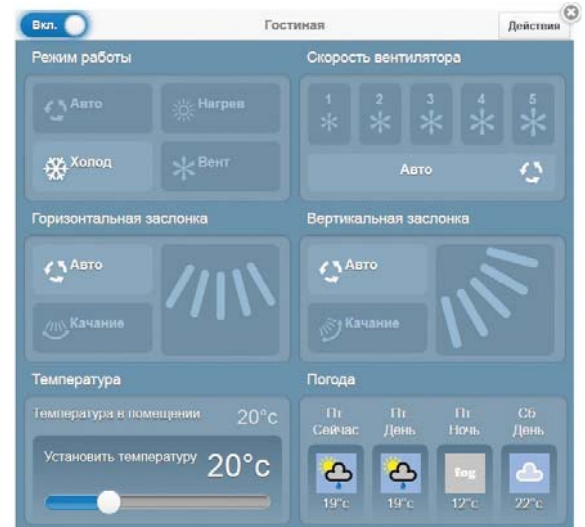 Вкл. Гостиная Действия
Режим работы
Авто Нагрев
Холод Вент
Скорость вентилятора
1 2 3 4 5
Авто
Горизонтальная заслонка
Авто
Качание
Вертикальная заслонка
Авто
Качание
Температура
Температура в помещении 20°c
Установить температуру 20°c
Погода
Пт Пт Пт Сб
Сейчас День Ночь День
fog
19°c 19°c 12°c 22°c